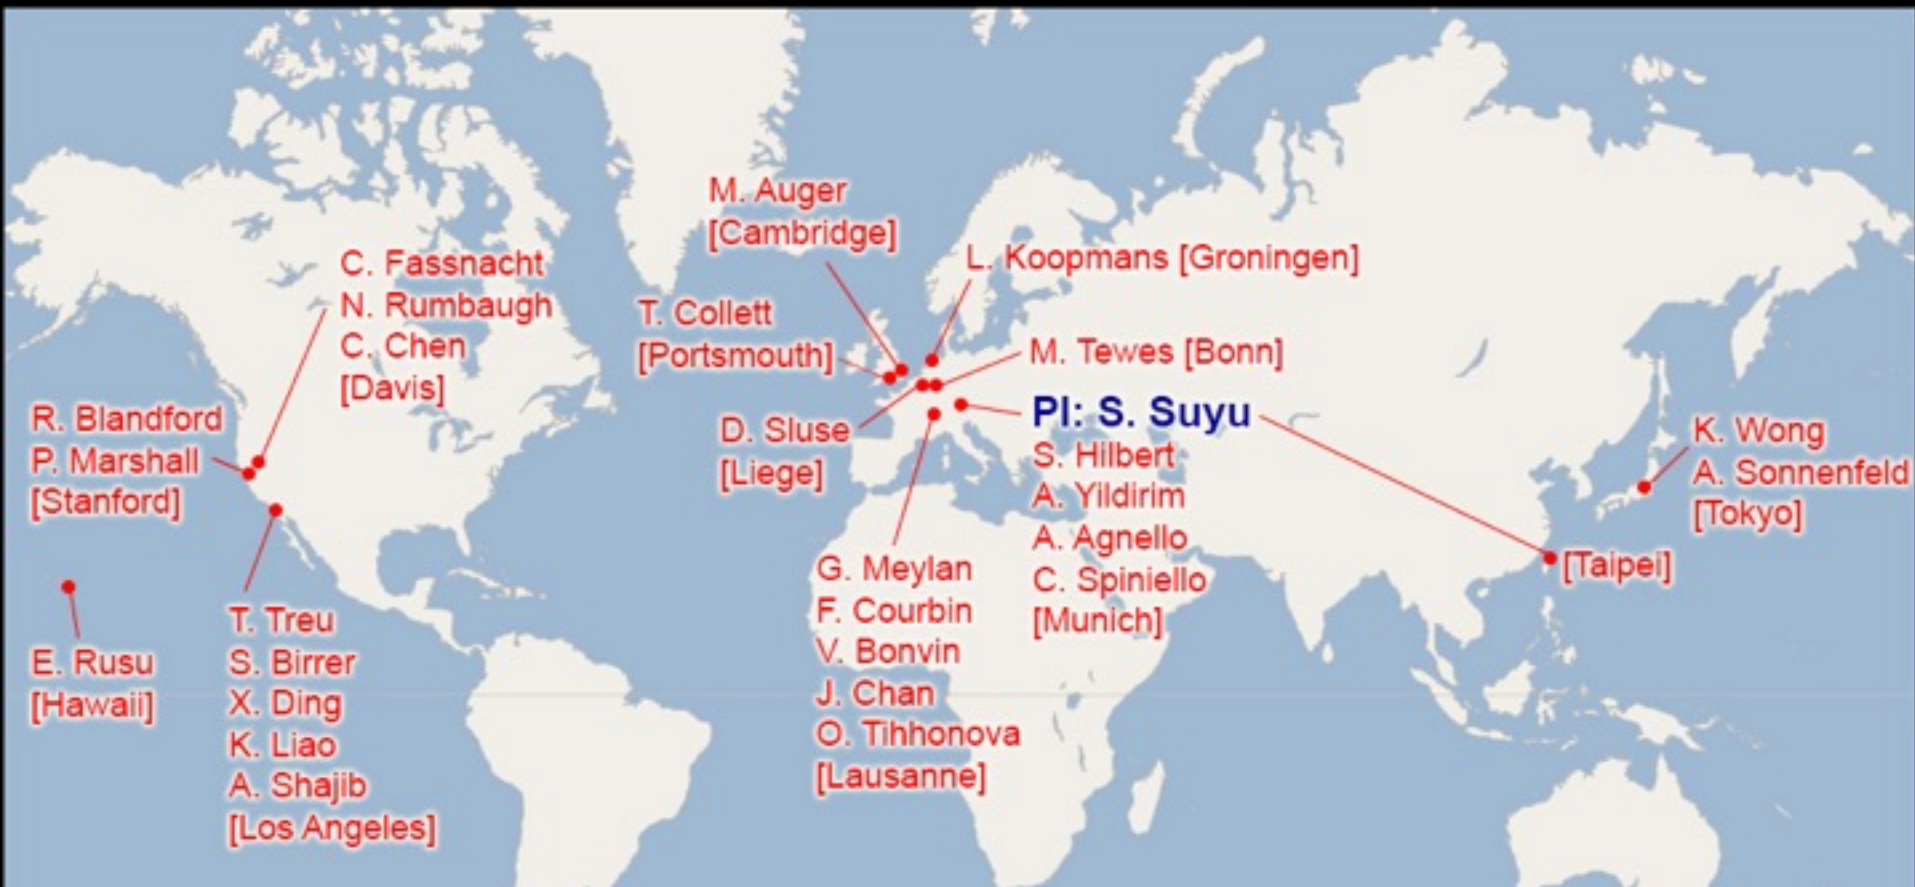 M. Auger
[Cambridge]
C. Fassnacht
N. Rumbaugh
C. Chen
[Davis]
L. Koopmans [Groningen]
T. Collett
[Portsmouth]
M. Tewes [Bonn]
R. Blandford
P. Marshall
[Stanford]
D. Sluse
[Liege]
PI: S. Suyu
S. Hilbert
A. Yildirim
A. Agnello
C. Spiniello
[Munich]
K. Wong
A. Sonnenfeld
[Tokyo]
[Taipei]
E. Rusu
[Hawaii]
T. Treu
S. Birrer
X. Ding
K. Liao
A. Shajib
[Los Angeles]
G. Meylan
F. Courbin
V. Bonvin
J. Chan
O. Tihhonova
[Lausanne]